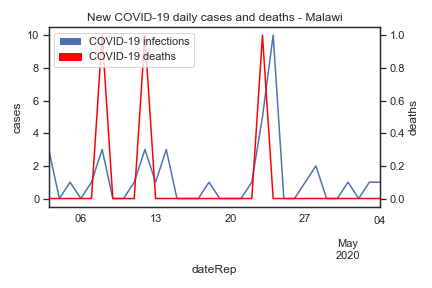 New COVID-19 daily cases and deaths - Malawi
COVID-19 infections
COVID-19 deaths
cases
10
8
6
4
2
0
deaths
1.0
0.8
0.6
0.4
0.2
0.0
06 13 20 27 04
May
2020
dateRep